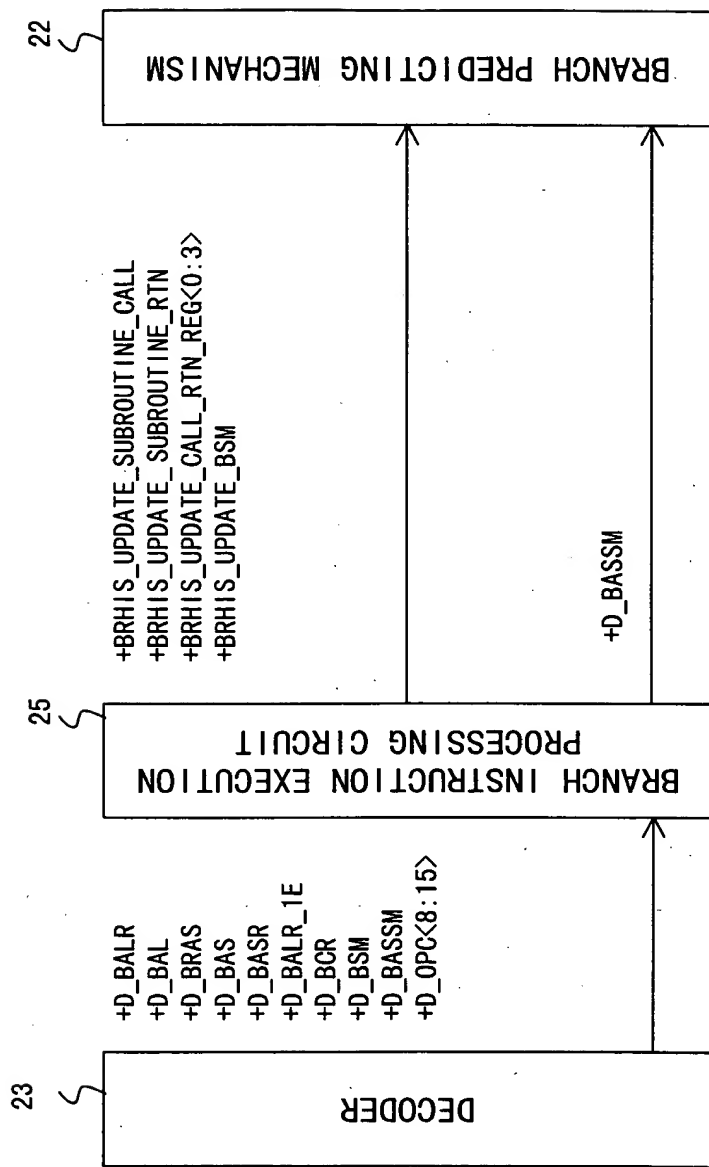 23
DECODER
+D_BALR
+D_BAL
+D_BRAS
+D_BAS
+D_BASR
+D_BALR_1E
+D_BCR
+D_BSM
+D_BASSM
+D_OPC<8:15>
25
BRANCH INSTRUCTION EXECUTION
PROCESSING CIRCUIT
+BRHIS_UPDATE_SUBROUTINE_CALL
+BRHIS_UPDATE_SUBROUTINE_RTN
+BRHIS_UPDATE_CALL_RTN_REG<0:3>
+BRHIS_UPDATE_BSM
+D_BASSM
22
BRANCH PREDICTING MECHANISM